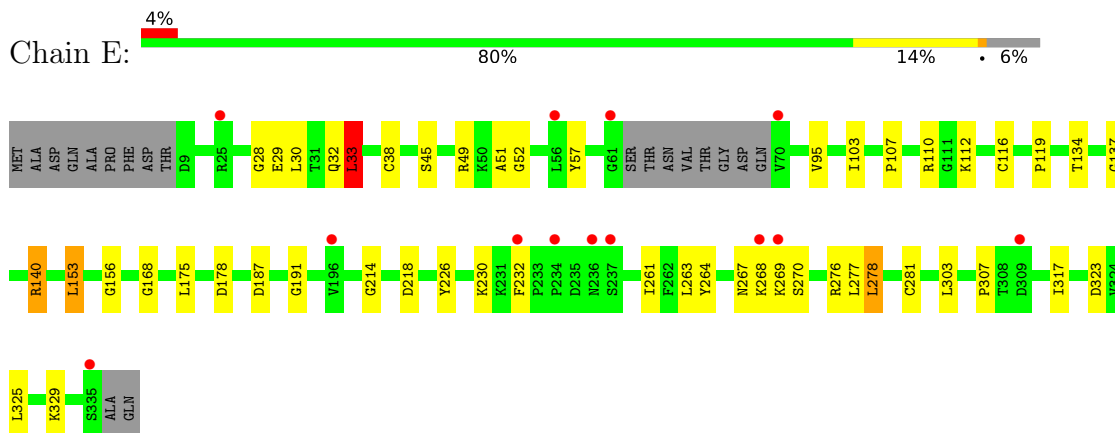 4%
Chain E:
80% 14% • 6%
MET ALA ASP GLN ALA PRO PHE ASP THR D9 R25 G28 E29 L30 T31 Q32 L33 C38 S45 R49 K50 A51 G52 L56 Y57 G61 SER THR ASN VAL THR GLY ASP GLN V70 V95 I103 P107 R110 G111 K112 C116 P119 T134
R140 L153 G156 G168 L175 D178 D187 G191 V196 G214 D218 Y226 K230 K231 F232 P233 P234 D235 N236 S237 I261 F262 L263 Y264 N267 K268 K269 S270 R276 L277 L278 C281 L303 P307 T308 D309 I317 D323
L325 K329 S335 ALA GLN